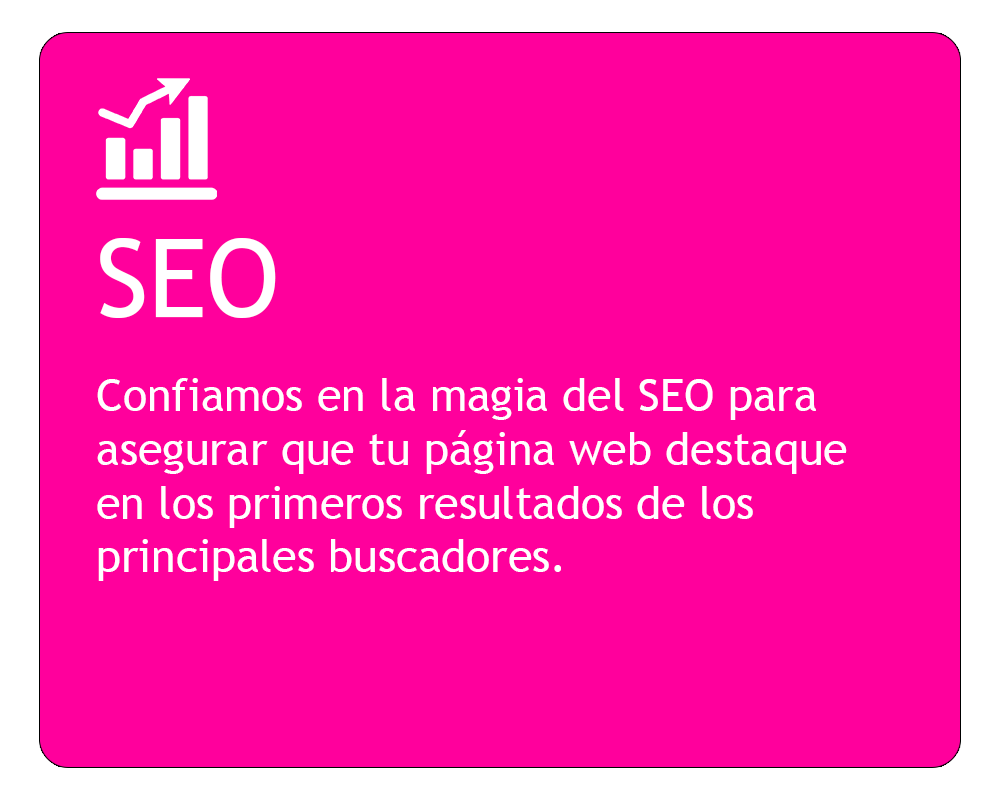 SEO
Confiamos en la magia del SEO para
asegurar que tu página web destaque
en los primeros resultados de los
principales buscadores.